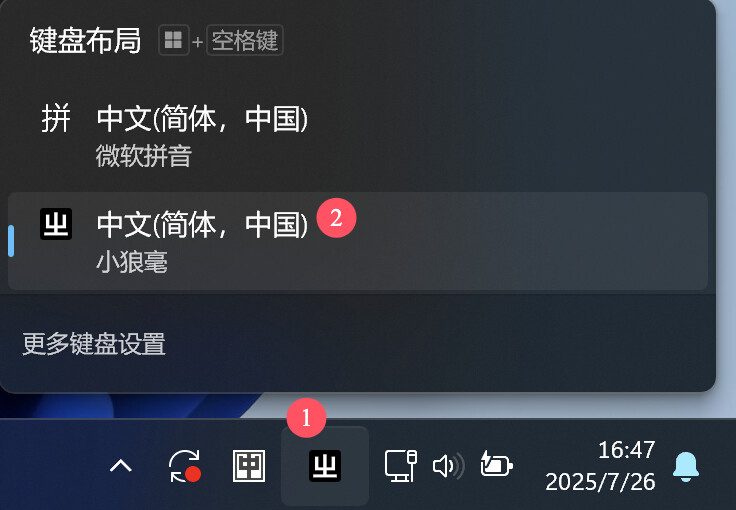 键盘布局 + 空格键
拼 中文(简体，中国)
微软拼音
中文(简体，中国) 2
小狼毫
更多键盘设置
1
16:47
2025/7/26